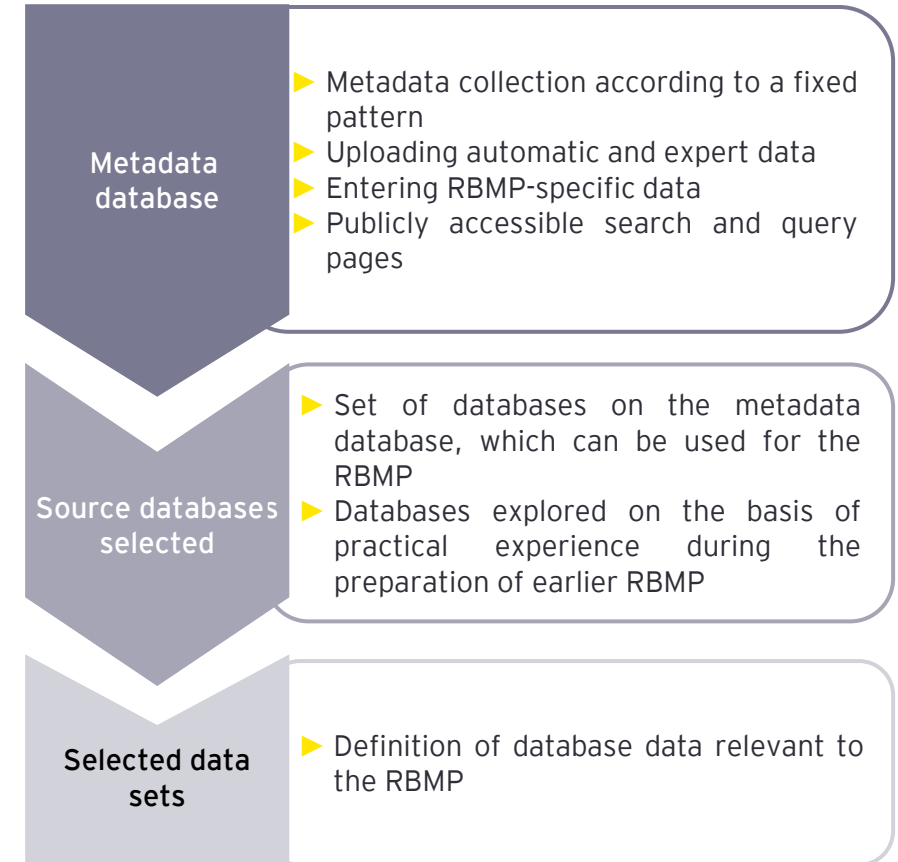 Metadata
database
► Metadata collection according to a fixed
pattern
► Uploading automatic and expert data
► Entering RBMP-specific data
► Publicly accessible search and query
pages
Source databases
selected
► Set of databases on the metadata
database, which can be used for the
RBMP
► Databases explored on the basis of
practical experience during the
preparation of earlier RBMP
Selected data
sets
► Definition of database data relevant to
the RBMP